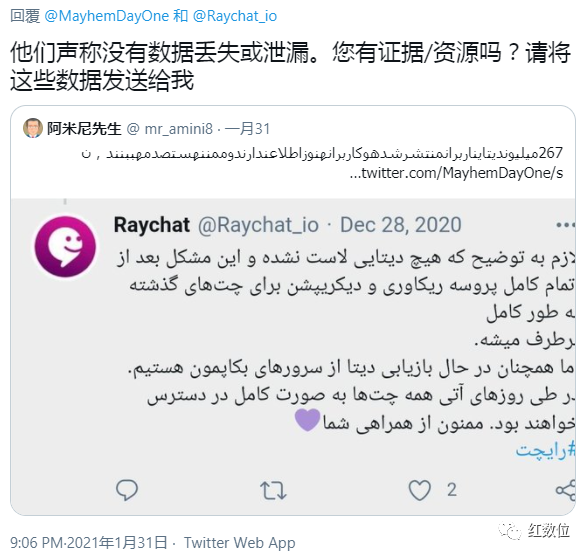 回覆 @MayhemDayOne 和 @Raychat_io
他们声称没有数据丢失或泄漏。您有证据/资源吗？请将
这些数据发送给我
阿米尼先生 @ mr_amini8 · 一月31
267میلیوندیتایناربرانمنتشرشدهوکاربرانهنوزاطلاعندارندوممننهستصدمهببنند , ن
...twitter.com/MayhemDayOne/s
Raychat @Raychat_io · Dec 28, 2020
لازم به توضیح که هیچ دیتایی لاست نشده و این مشکل بعد از
تمام کامل پروسه ریکاوری و دیکریپشن برای چت‌های گذشته
ه طور کامل
رطرف میشه.
ما همچنان در حال بازیابی دیتا از سرورهای بکاپمون هستیم.
در طی روزهای آتی همه چت‌ها به صورت کامل در دسترس
خواهند بود. ممنون از همراهی شما💜
#رایچت
2
红数位
9:06 PM·2021年1月31日 · Twitter Web App